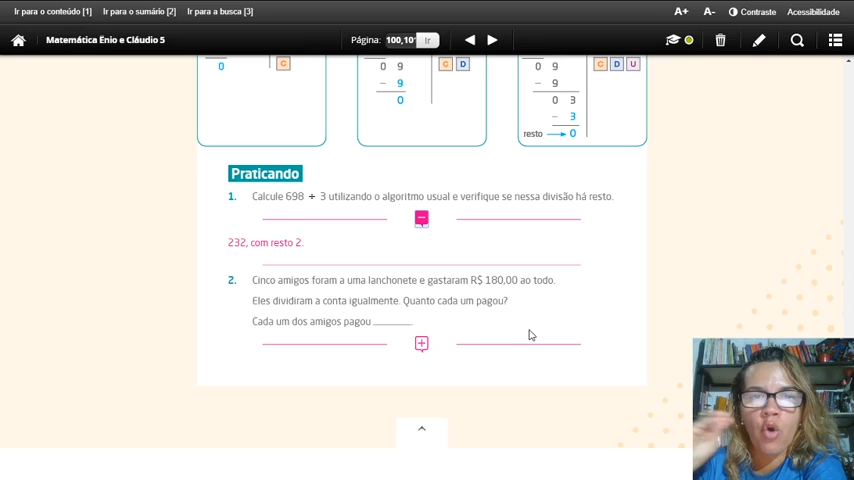 Ir para o conteúdo [1] Ir para o sumário [2] Ir para a busca [3] A+ A- Contraste Acessibilidade
Matemática Ênio e Cláudio 5 Página: 100,10 Ir
0 C
0 9 C D
− 9
0
0 9 C D U
− 9
0 3
− 3
resto 0
Praticando
1. Calcule 698 ÷ 3 utilizando o algoritmo usual e verifique se nessa divisão há resto.
232, com resto 2.
2. Cinco amigos foram a uma lanchonete e gastaram R$ 180,00 ao todo.
Eles dividiram a conta igualmente. Quanto cada um pagou?
Cada um dos amigos pagou ________.